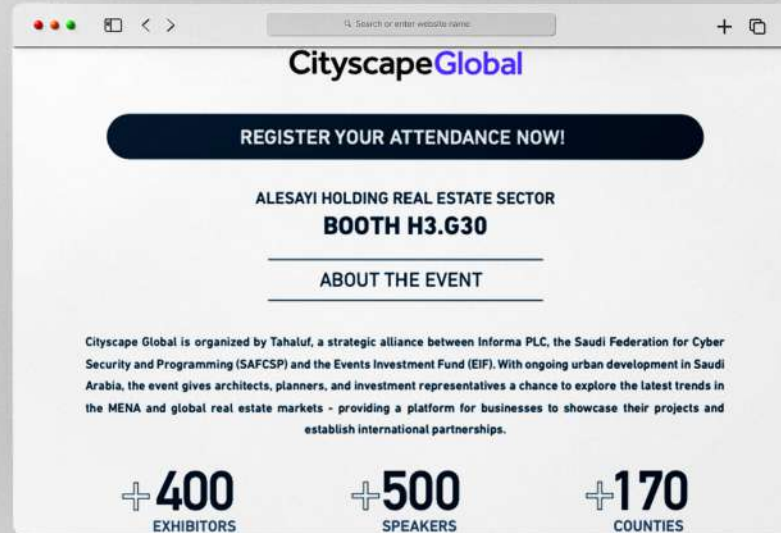 Search or enter website name
CityscapeGlobal
REGISTER YOUR ATTENDANCE NOW!
ALESAYI HOLDING REAL ESTATE SECTOR
BOOTH H3.G30
ABOUT THE EVENT
Cityscape Global is organized by Tahaluf, a strategic alliance between Informa PLC, the Saudi Federation for Cyber
Security and Programming (SAFCSP) and the Events Investment Fund (EIF). With ongoing urban development in Saudi
Arabia, the event gives architects, planners, and investment representatives a chance to explore the latest trends in
the MENA and global real estate markets - providing a platform for businesses to showcase their projects and
establish international partnerships.
+400 +500 +170
EXHIBITORS SPEAKERS COUNTIES